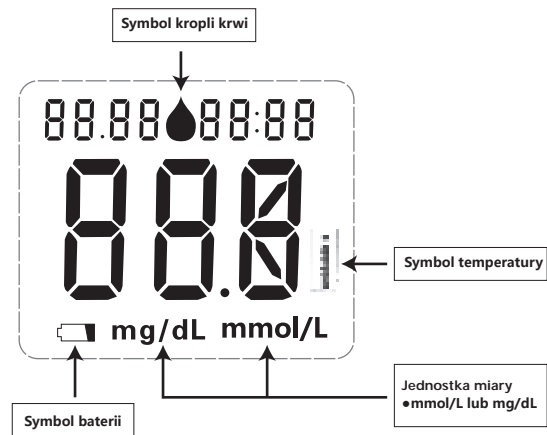 Symbol kropli krwi
88.88 88:88
88.8
Symbol temperatury
mg/dL mmol/L
Jednostka miary
●mmol/L lub mg/dL
Symbol baterii